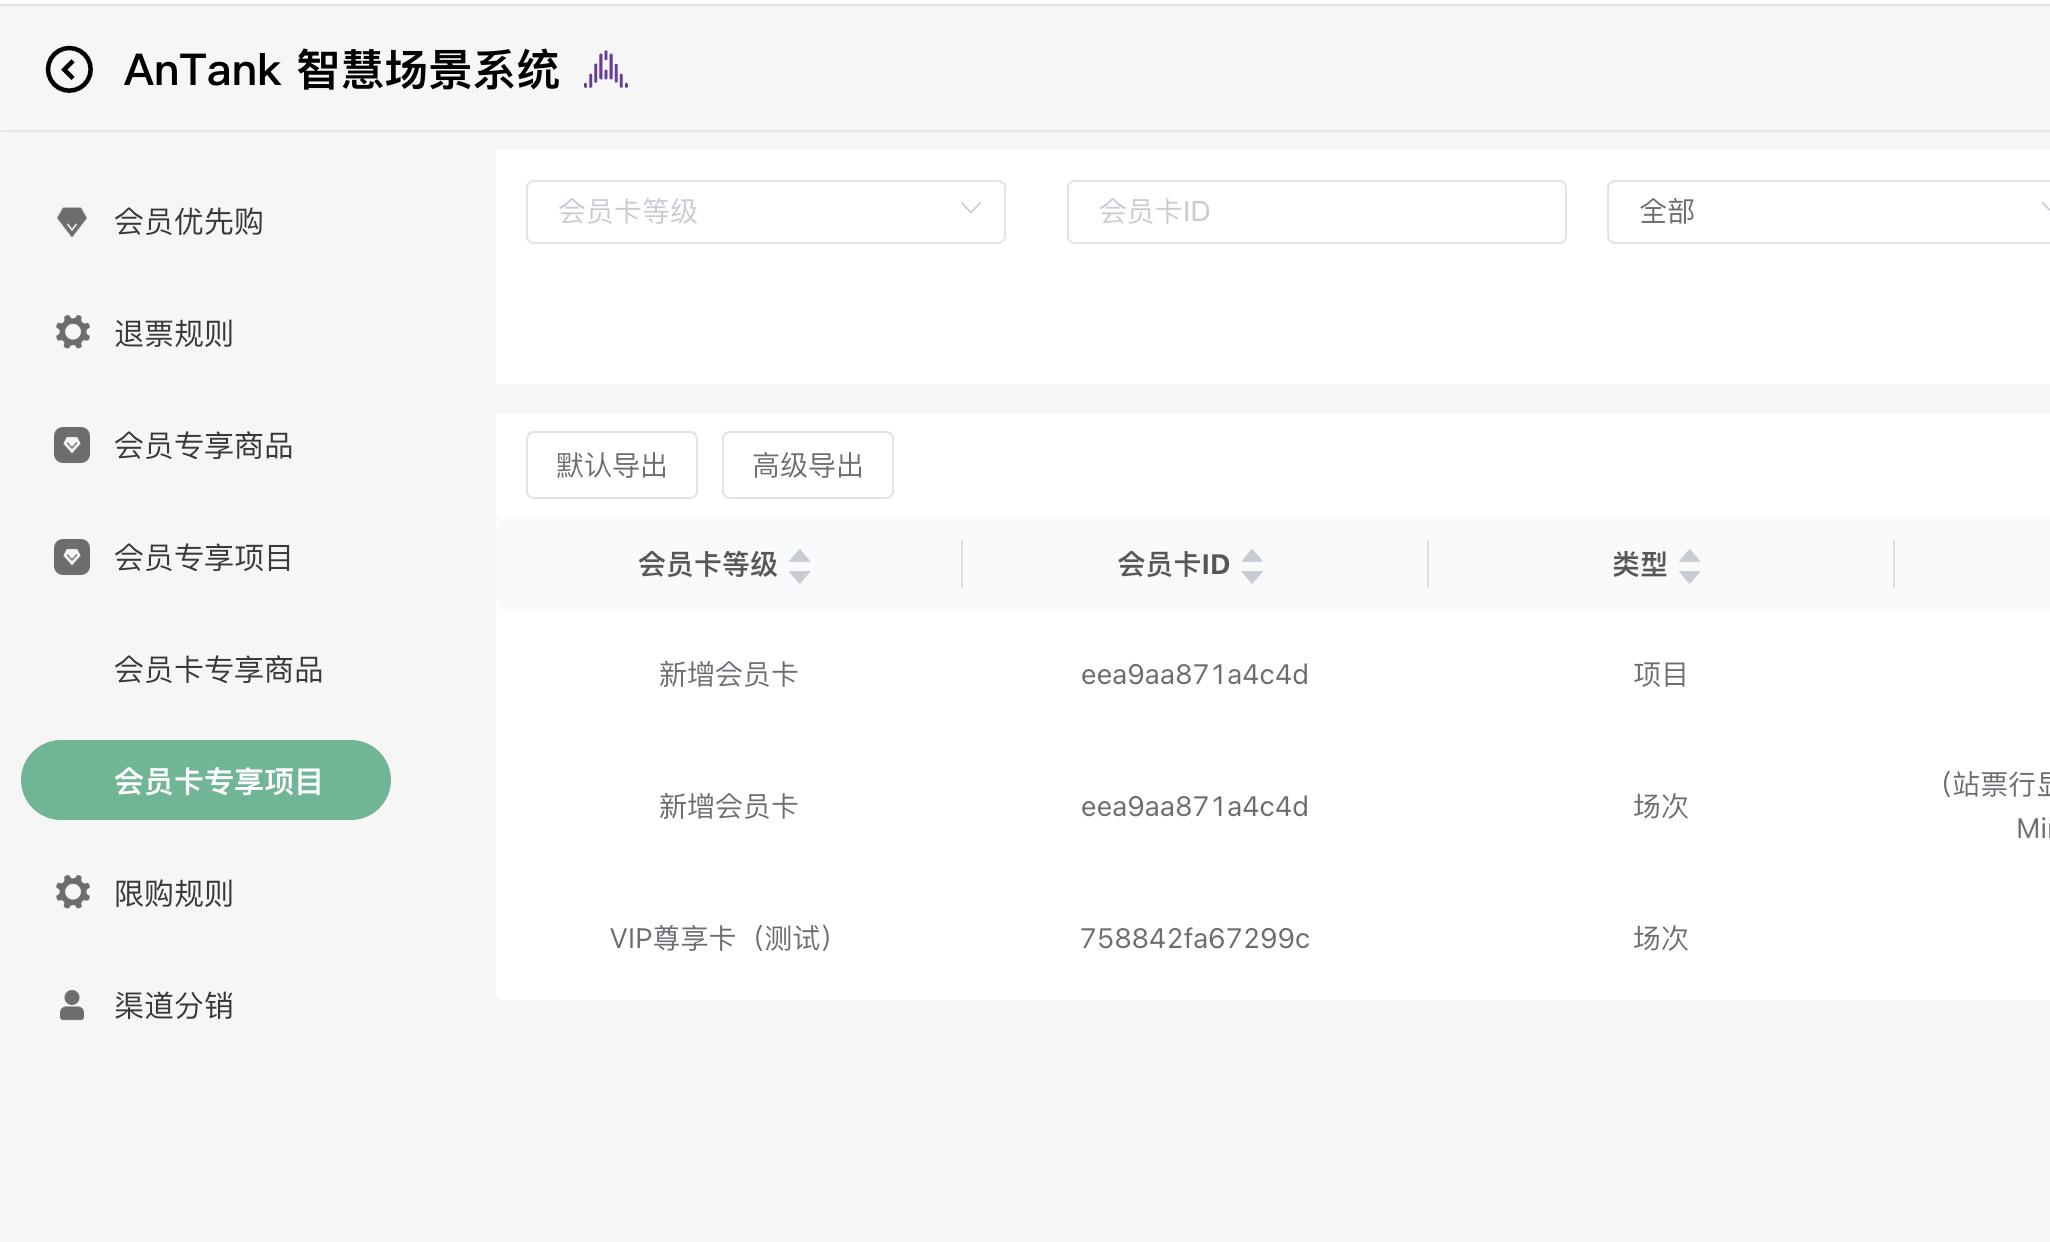 AnTank 智慧场景系统
会员优先购
退票规则
会员专享商品
会员专享项目
会员卡专享商品
会员卡专享项目
限购规则
渠道分销
会员卡等级
会员卡ID
全部
默认导出
高级导出
会员卡等级
会员卡ID
类型
新增会员卡
eea9aa871a4c4d
项目
新增会员卡
eea9aa871a4c4d
场次
(站票行显
Mi
VIP尊享卡（测试）
758842fa67299c
场次